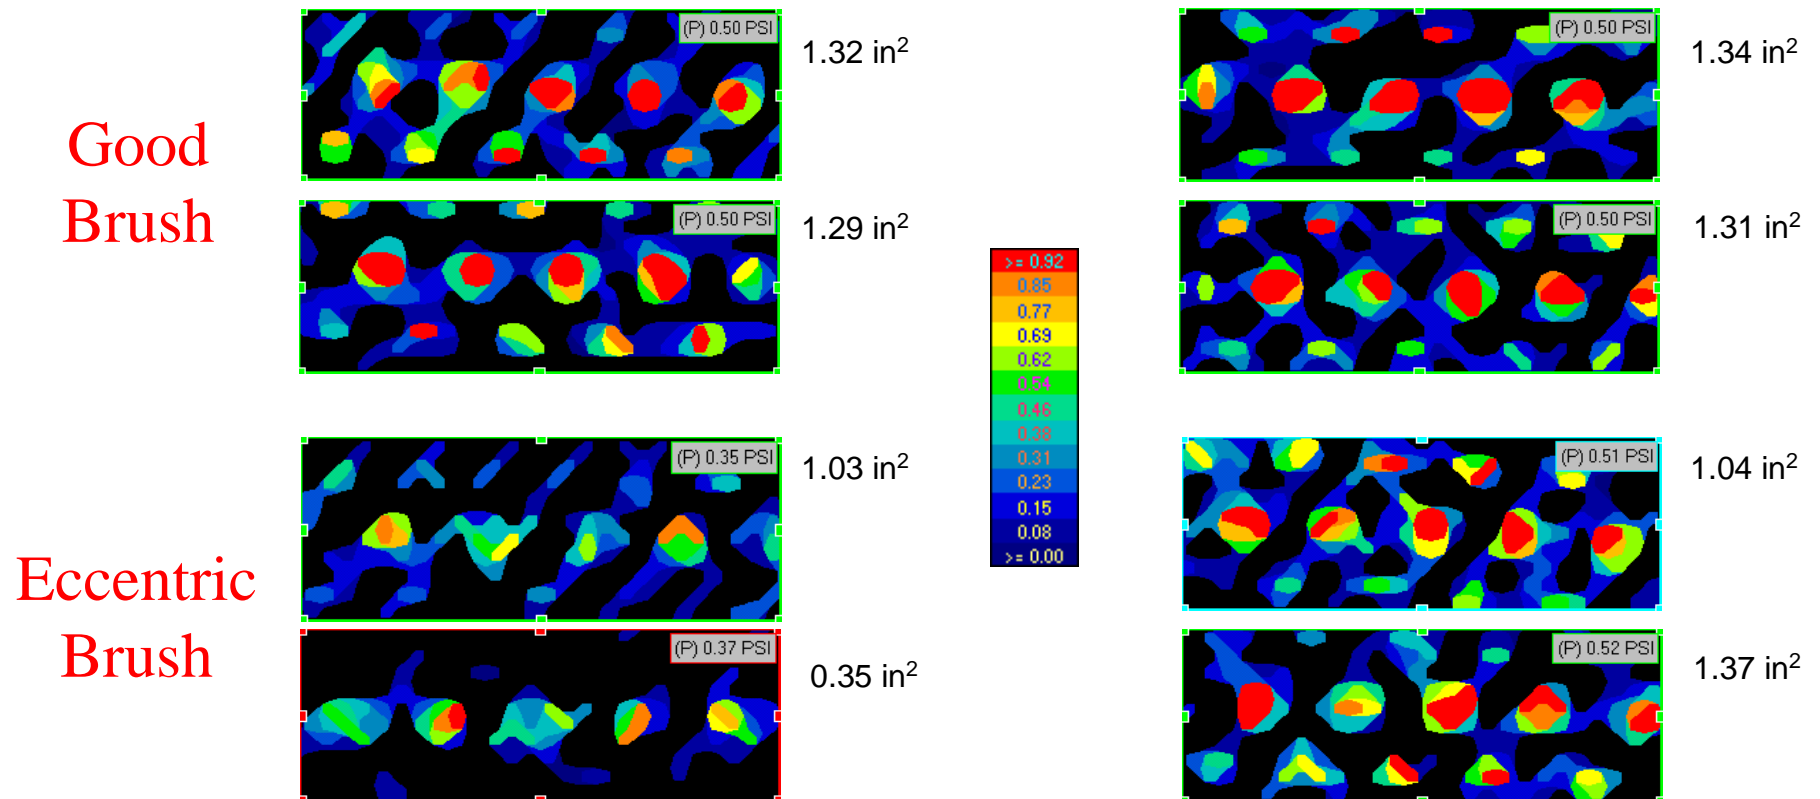 (P) 0.50 PSI
1.32 in²
(P) 0.50 PSI
1.34 in²
Good
Brush
(P) 0.50 PSI
1.29 in²
(P) 0.50 PSI
1.31 in²
>= 0.92
0.85
0.77
0.69
0.62
0.54
0.46
0.38
0.31
0.23
0.15
0.08
>= 0.00
(P) 0.35 PSI
1.03 in²
(P) 0.51 PSI
1.04 in²
Eccentric
Brush
(P) 0.37 PSI
0.35 in²
(P) 0.52 PSI
1.37 in²